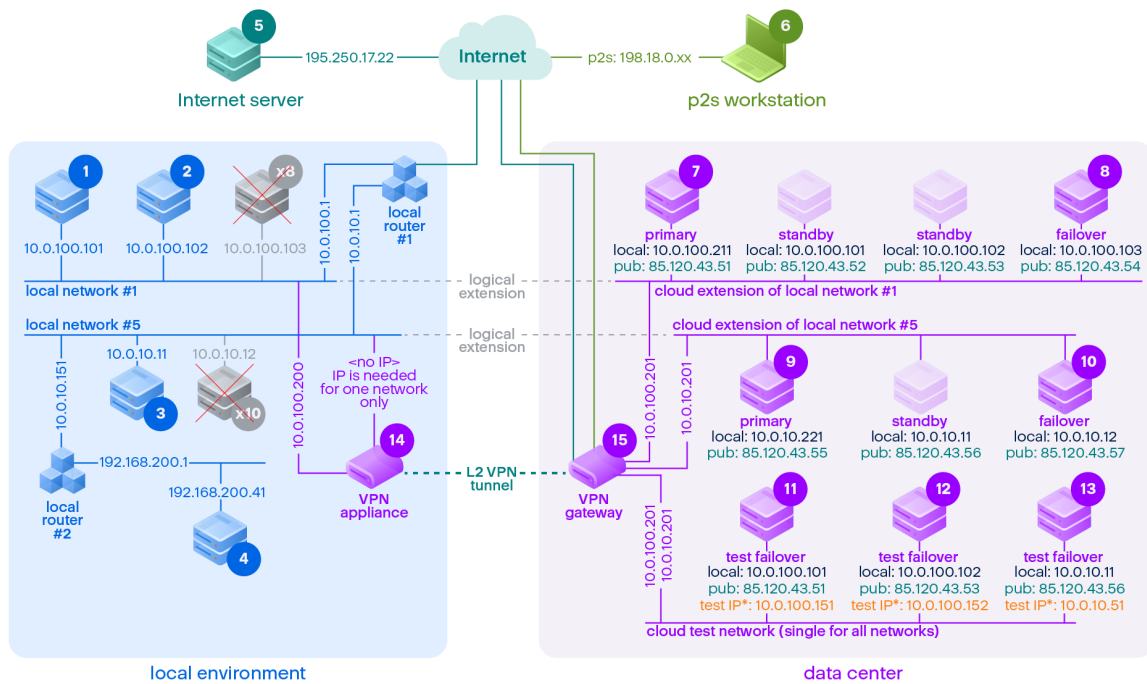 5
6
195.250.17.22
Internet
p2s: 198.18.0.xx
Internet server
p2s workstation
1
2
x8
10.0.100.101
10.0.100.102
10.0.100.103
10.0.100.1
10.0.10.1
local
router
#1
local network #1
logical
extension
7
8
primary
local: 10.0.100.211
pub: 85.120.43.51
standby
local: 10.0.100.101
pub: 85.120.43.52
standby
local: 10.0.100.102
pub: 85.120.43.53
failover
local: 10.0.100.103
pub: 85.120.43.54
cloud extension of local network #1
local network #5
logical
extension
cloud extension of local network #5
10.0.10.151
10.0.10.11
3
10.0.10.12
x10
10.0.100.200
<no IP>
IP is needed
for one network
only
10.0.100.201
10.0.10.201
9
primary
local: 10.0.10.221
pub: 85.120.43.55
standby
local: 10.0.10.11
pub: 85.120.43.56
10
failover
local: 10.0.10.12
pub: 85.120.43.57
192.168.200.1
local
router
#2
192.168.200.41
4
14
VPN
appliance
L2 VPN
tunnel
15
VPN
gateway
10.0.100.201
10.0.10.201
11
test failover
local: 10.0.100.101
pub: 85.120.43.51
test IP*: 10.0.100.151
12
test failover
local: 10.0.100.102
pub: 85.120.43.53
test IP*: 10.0.100.152
13
test failover
local: 10.0.10.11
pub: 85.120.43.56
test IP*: 10.0.10.51
cloud test network (single for all networks)
local environment
data center